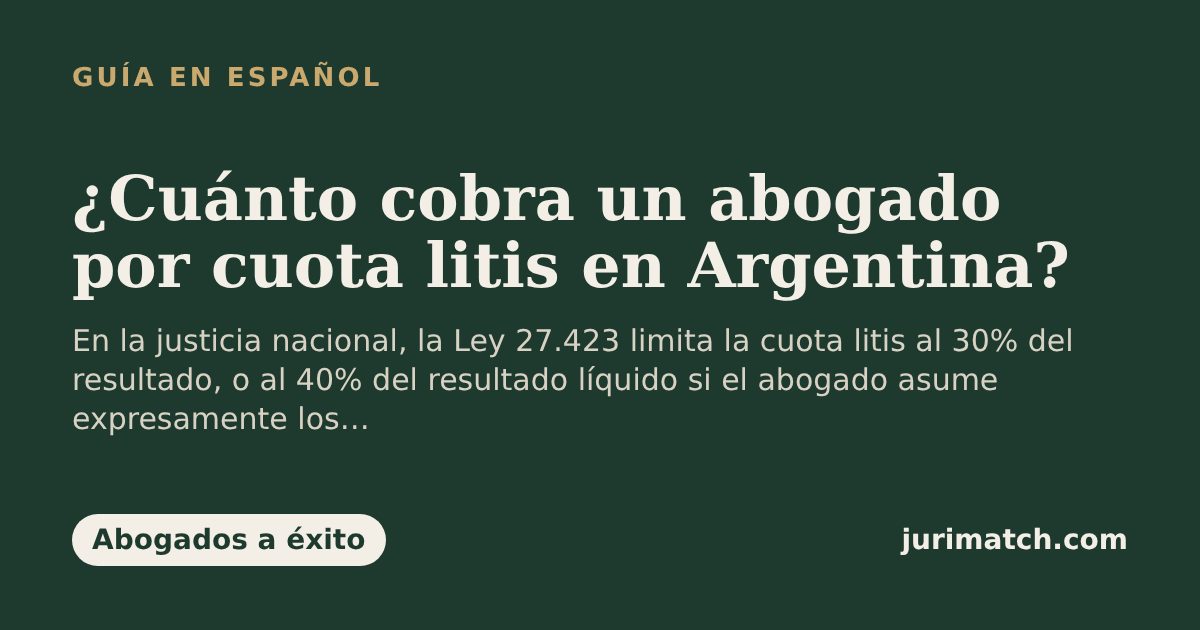 GUÍA EN ESPAÑOL
¿Cuánto cobra un abogado
por cuota litis en Argentina?
En la justicia nacional, la Ley 27.423 limita la cuota litis al 30% del
resultado, o al 40% del resultado líquido si el abogado asume
expresamente los...
Abogados a éxito
jurimatch.com